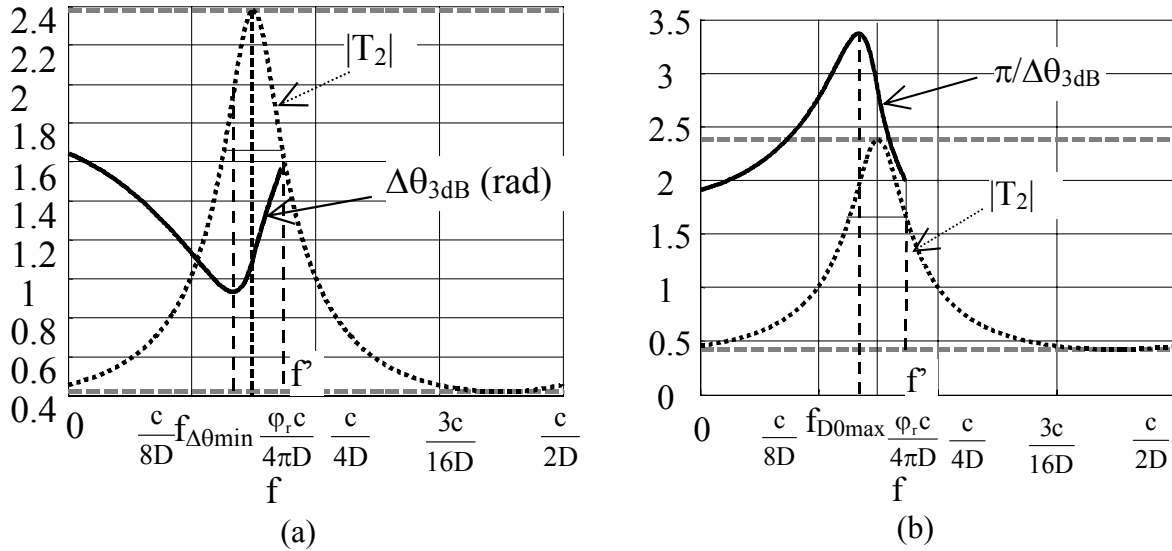 2.4
2.2
2
1.8
1.6
1.4
1.2
1
0.8
0.6
0.4
|T₂|
Δθ₃dB (rad)
f'
0
c/8D
fΔθmin
φᵣc/4πD
c/4D
3c/16D
c/2D
f
(a)
3.5
3
2.5
2
1.5
1
0.5
0
π/Δθ₃dB
|T₂|
f'
0
c/8D
fD0max
φᵣc/4πD
c/4D
3c/16D
c/2D
f
(b)